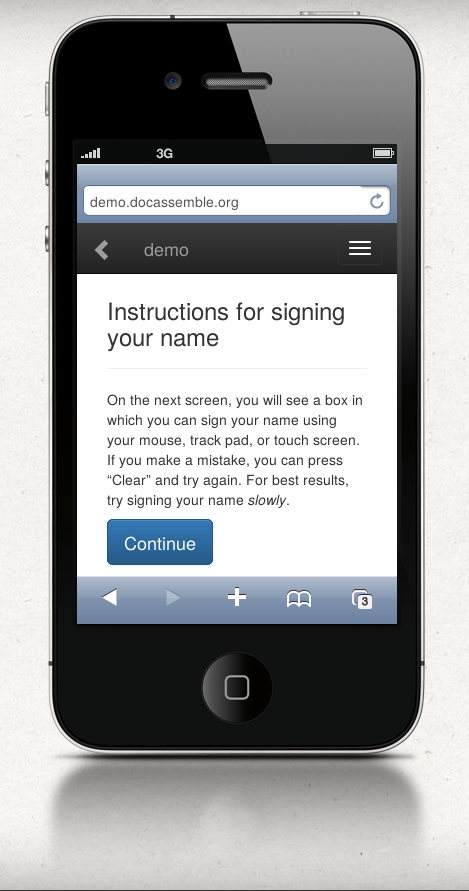 3G
demo.docassemble.org
demo
Instructions for signing
your name
On the next screen, you will see a box in
which you can sign your name using
your mouse, track pad, or touch screen.
If you make a mistake, you can press
“Clear” and try again. For best results,
try signing your name slowly.
Continue
3